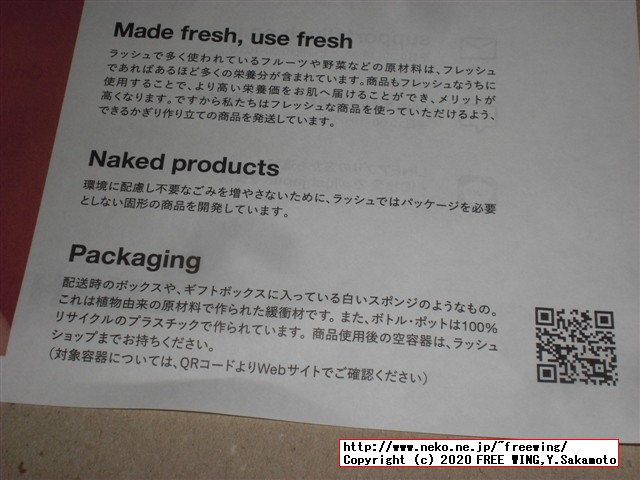 Made fresh, use fresh
ラッシュで多く使われているフルーツや野菜などの原材料は、フレッシュ
であればあるほど多くの栄養分が含まれています。商品もフレッシュなうちに
使用することで、より高い栄養価をお肌へ届けることができ、メリットが
高くなります。ですから私たちはフレッシュな商品を使っていただけるよう、
できるかぎり作り立ての商品を発送しています。
Naked products
環境に配慮し不要なごみを増やさないために、ラッシュではパッケージを必要
としない固形の商品を開発しています。
Packaging
配送時のボックスや、ギフトボックスに入っている白いスポンジのようなもの。
これは植物由来の原材料で作られた緩衝材です。また、ボトル・ポットは100%
リサイクルのプラスチックで作られています。商品使用後の空容器は、ラッシュ
ショップまでお持ちください。
(対象容器については、QRコードよりWebサイトでご確認ください)
http://www.neko.ne.jp/~freewing/
Copyright (c) 2020 FREE WING,Y.Sakamoto